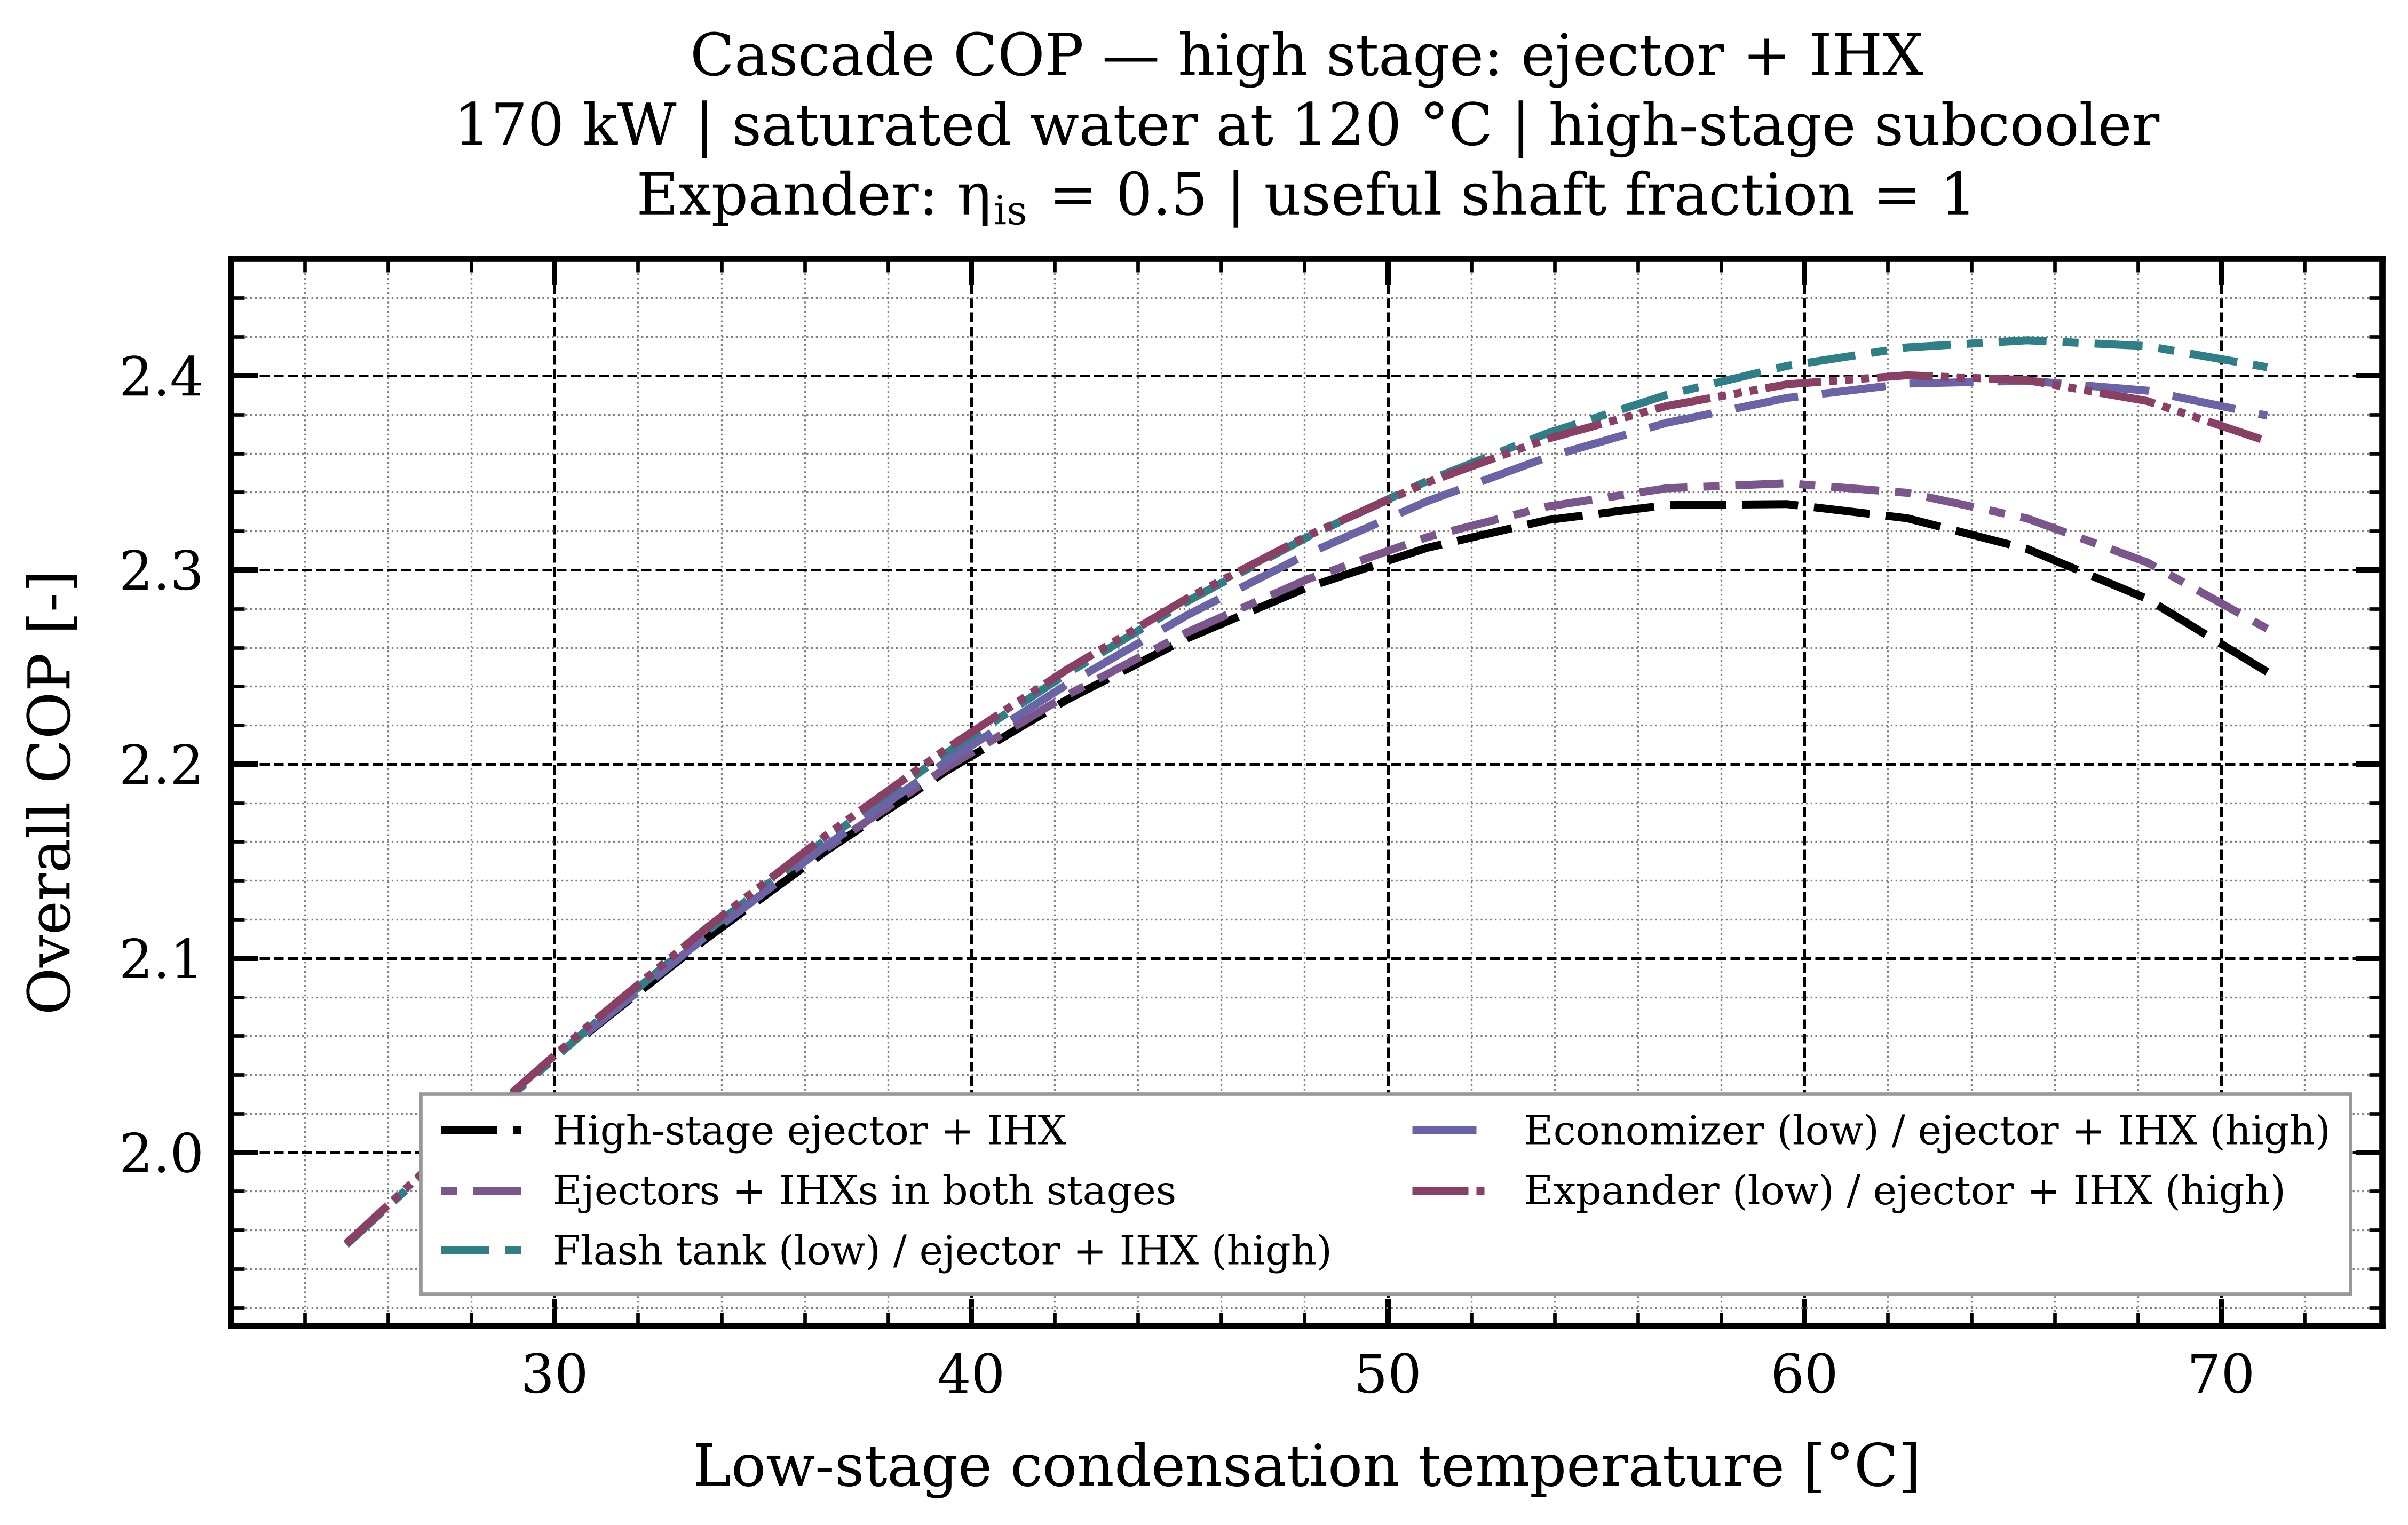 Cascade COP — high stage: ejector + IHX
170 kW | saturated water at 120 °C | high-stage subcooler
Expander: ηis = 0.5 | useful shaft fraction = 1
Overall COP [-]
2.4
2.3
2.2
2.1
2.0
High-stage ejector + IHX
Ejectors + IHXs in both stages
Flash tank (low) / ejector + IHX (high)
Economizer (low) / ejector + IHX (high)
Expander (low) / ejector + IHX (high)
30 40 50 60 70
Low-stage condensation temperature [°C]